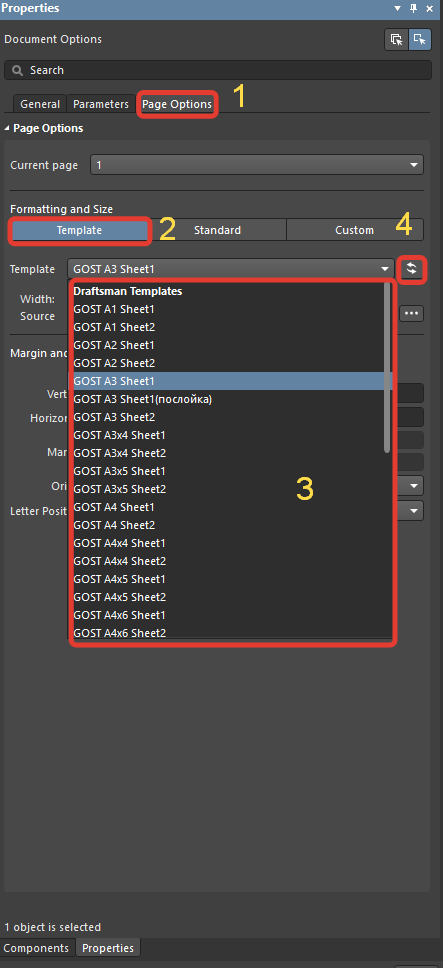 Properties
Document Options
Search
1
General Parameters Page Options
Page Options
Current page 1
Formatting and Size
2 4
Template Standard Custom
Template GOST A3 Sheet1
Draftsman Templates
Width:
GOST A1 Sheet1
Source
GOST A1 Sheet2
GOST A2 Sheet1
Margin and
GOST A2 Sheet2
GOST A3 Sheet1
Vert
GOST A3 Sheet1(послойка)
Horizon
GOST A3 Sheet2
GOST A3x4 Sheet1
Mar
GOST A3x4 Sheet2
GOST A3x5 Sheet1
Ori
GOST A3x5 Sheet2
3
GOST A4 Sheet1
Letter Posit
GOST A4 Sheet2
GOST A4x4 Sheet1
GOST A4x4 Sheet2
GOST A4x5 Sheet1
GOST A4x5 Sheet2
GOST A4x6 Sheet1
GOST A4x6 Sheet2
1 object is selected
Components Properties